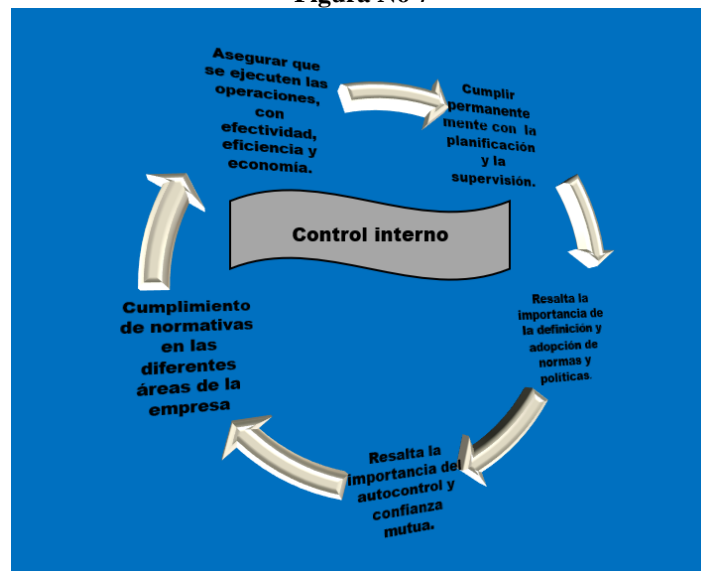 Asegurar que
se ejecuten las
operaciones,
con
efectividad,
eficiencia y
economía.
Cumplir
permanente
mente con la
planificación
y la
supervisión.
Control interno
Resalta la
importancia de
la definición y
adopción de
normas y
políticas.
Resalta la
importancia del
autocontrol y
confianza
mutua.
Cumplimiento
de normativas
en las
diferentes
áreas de la
empresa